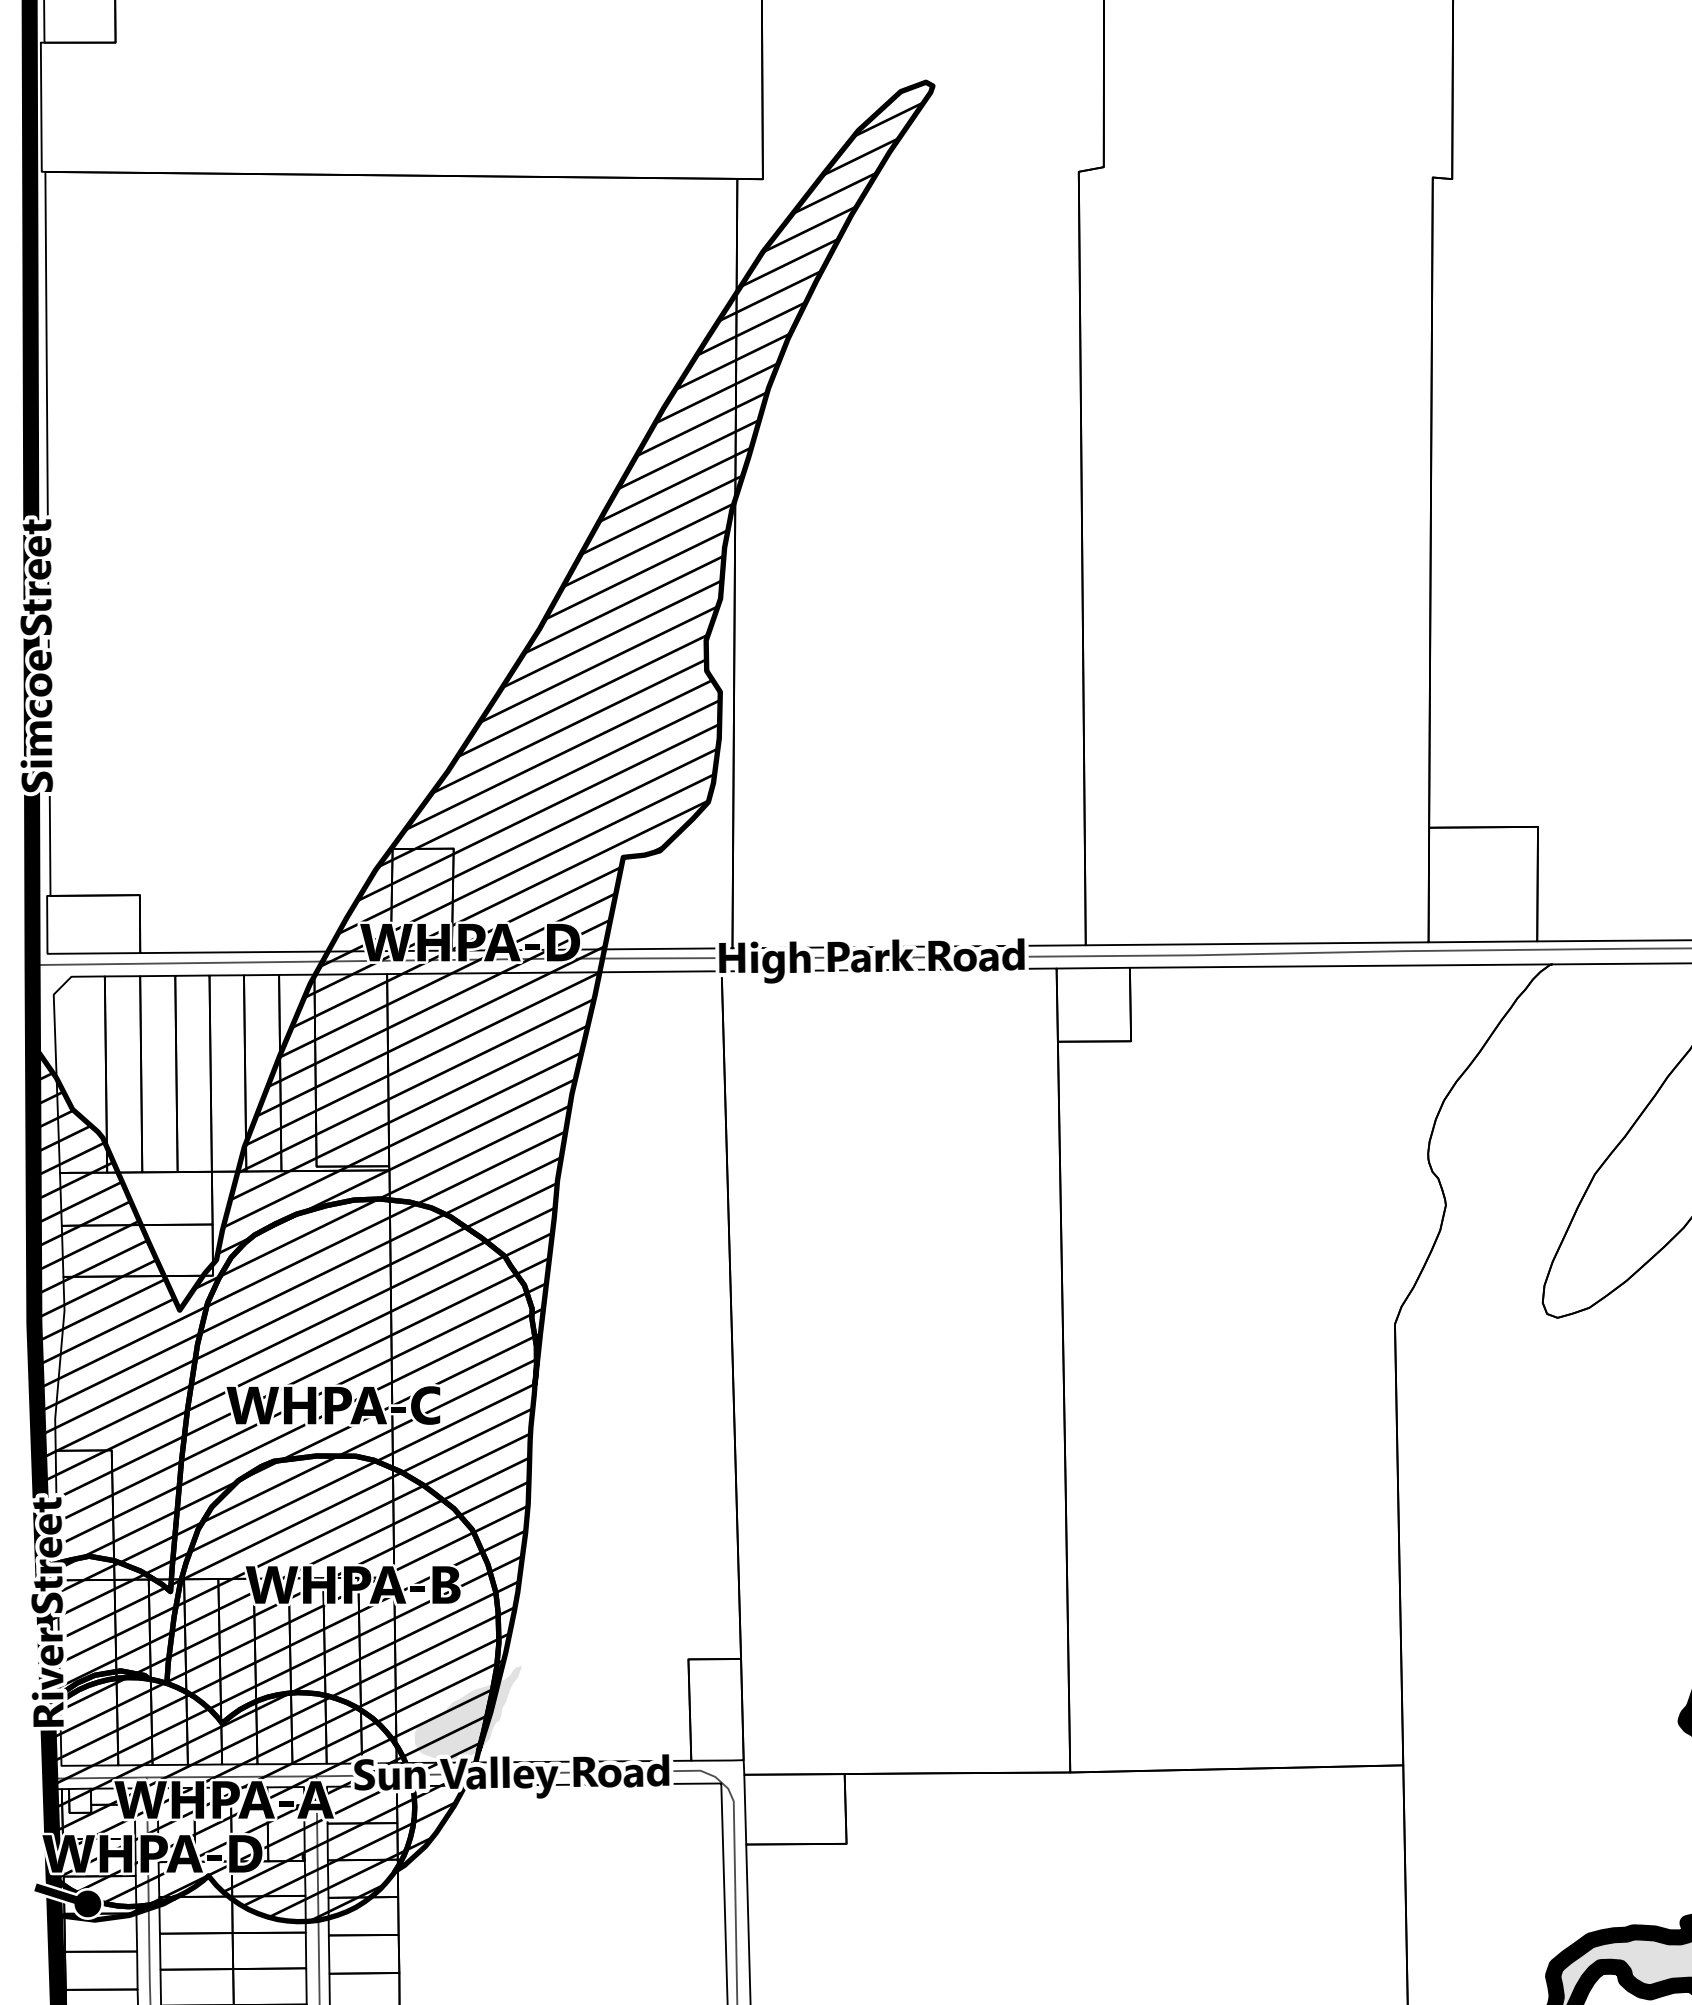 Simcoe Street
WHPA-D
High Park Road
WHPA-C
River Street
WHPA-B
Sun Valley Road
WHPA-A
WHPA-D